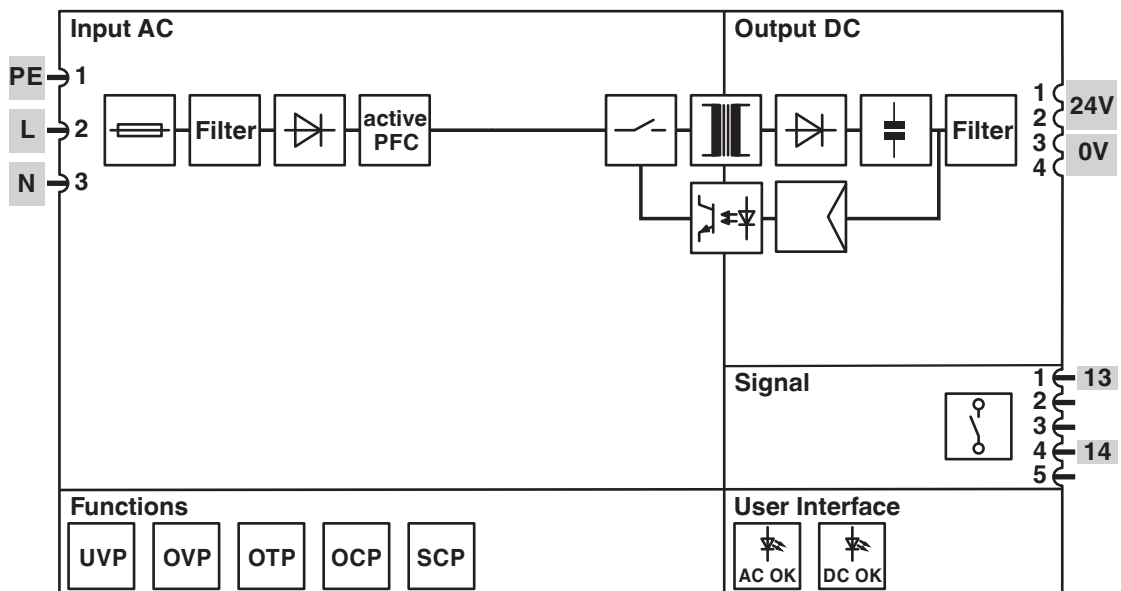 Input AC
Output DC
PE 1
L 2
N 3
Filter
active
PFC
Filter
1
2
3
4
24V
0V
Signal
1 13
2
3
4 14
5
Functions
UVP OVP OTP OCP SCP
User Interface
AC OK DC OK